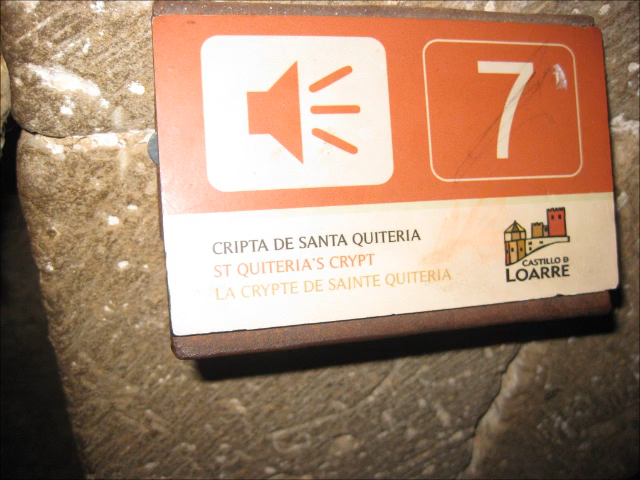 7
CRIPTA DE SANTA QUITERIA
ST QUITERIA'S CRYPT
LA CRYPTE DE SAINTE QUITERIA
CASTILLO D
LOARRE